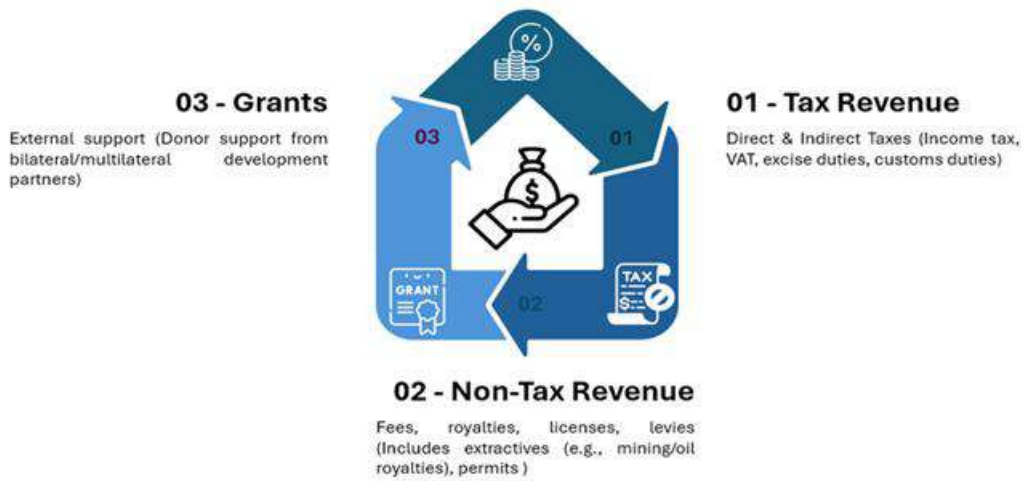 03 - Grants
External support (Donor support from
bilateral/multilateral development
partners)
%
03
01
$
GRANT
02
TAX
$
01 - Tax Revenue
Direct & Indirect Taxes (Income tax,
VAT, excise duties, customs duties)
02 - Non-Tax Revenue
Fees, royalties, licenses, levies
(Includes extractives (e.g., mining/oil
royalties), permits )